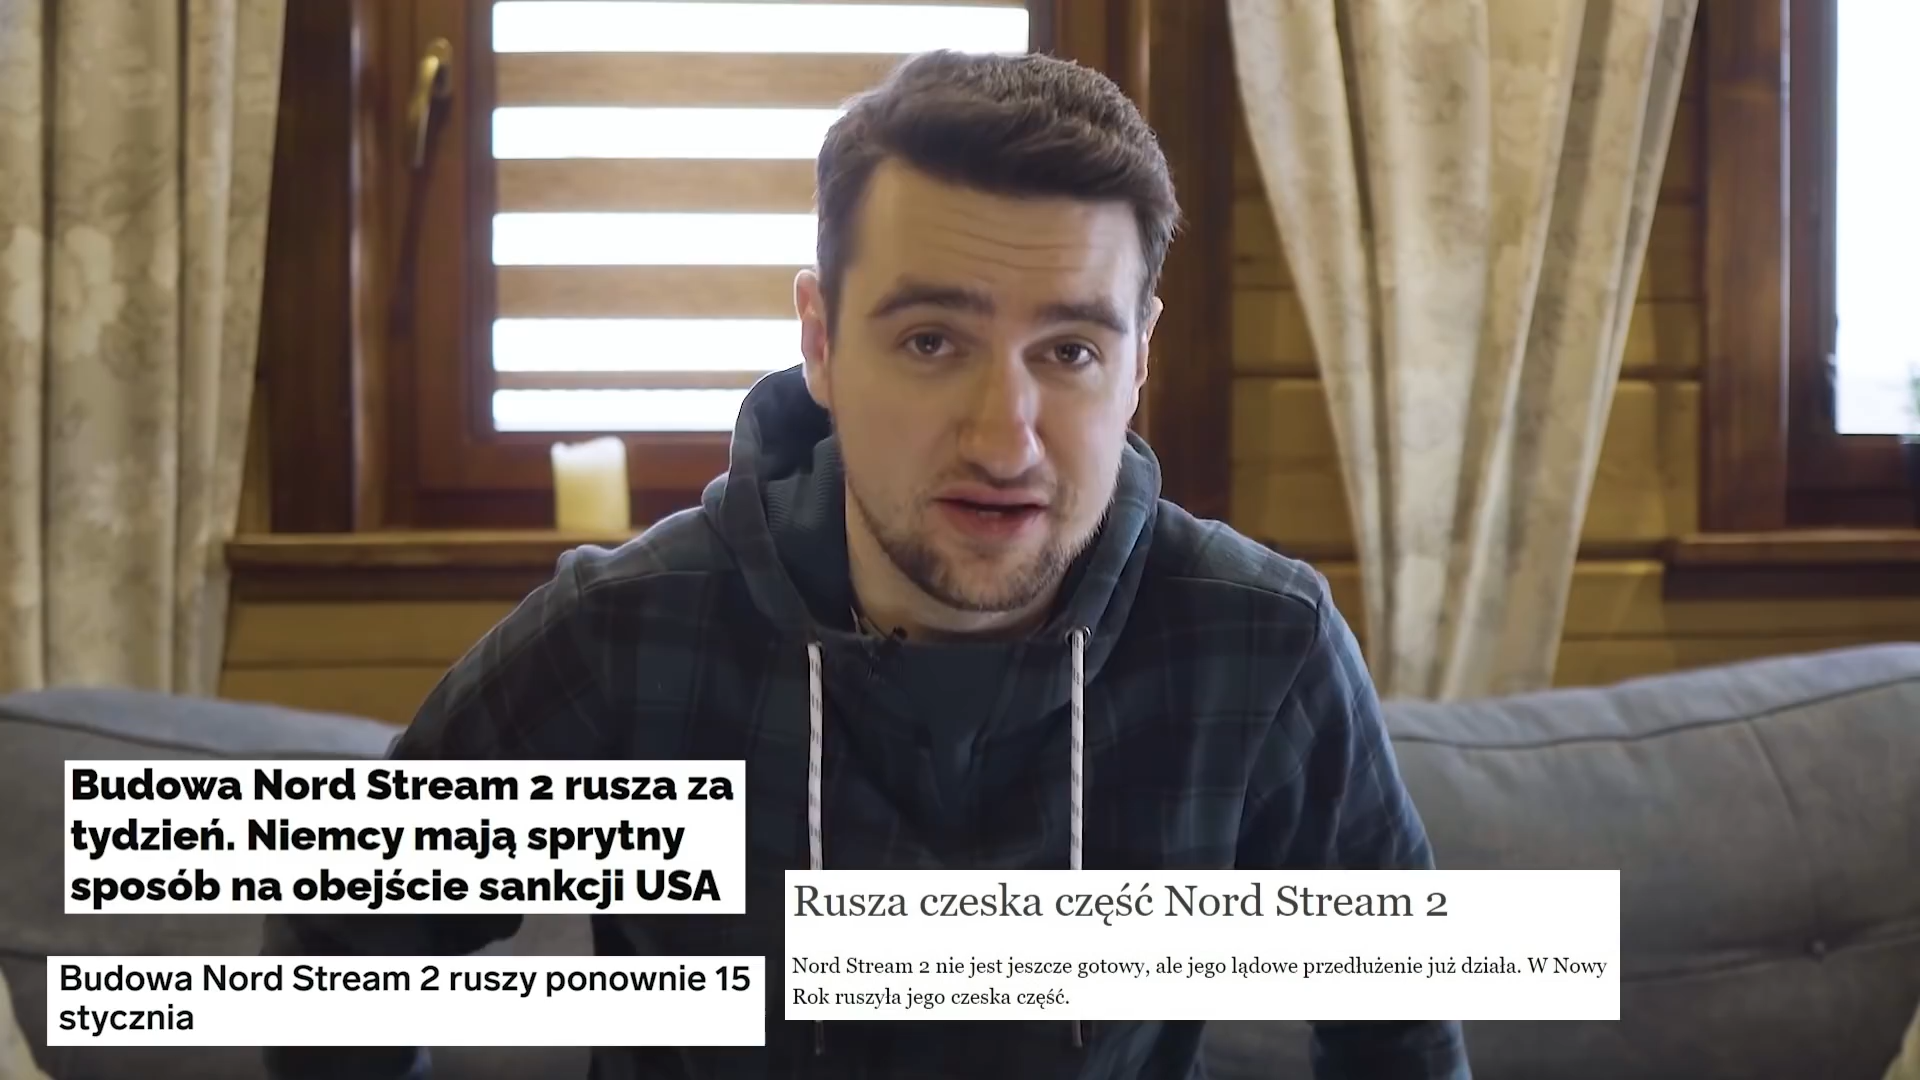 Budowa Nord Stream 2 rusza za
tydzień. Niemcy mają sprytny
sposób na obejście sankcji USA
Budowa Nord Stream 2 ruszy ponownie 15
stycznia
Rusza czeska część Nord Stream 2
Nord Stream 2 nie jest jeszcze gotowy, ale jego lądowe przedłużenie już działa. W Nowy
Rok ruszyła jego czeska część.